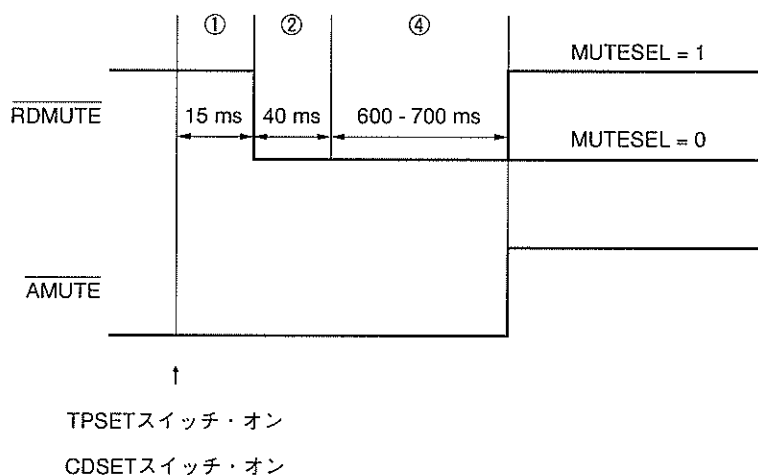 ① ② ④
MUTESEL = 1
RDMUTE
15 ms 40 ms 600 - 700 ms
MUTESEL = 0
AMUTE
↑
TPSETスイッチ・オン
CDSETスイッチ・オン